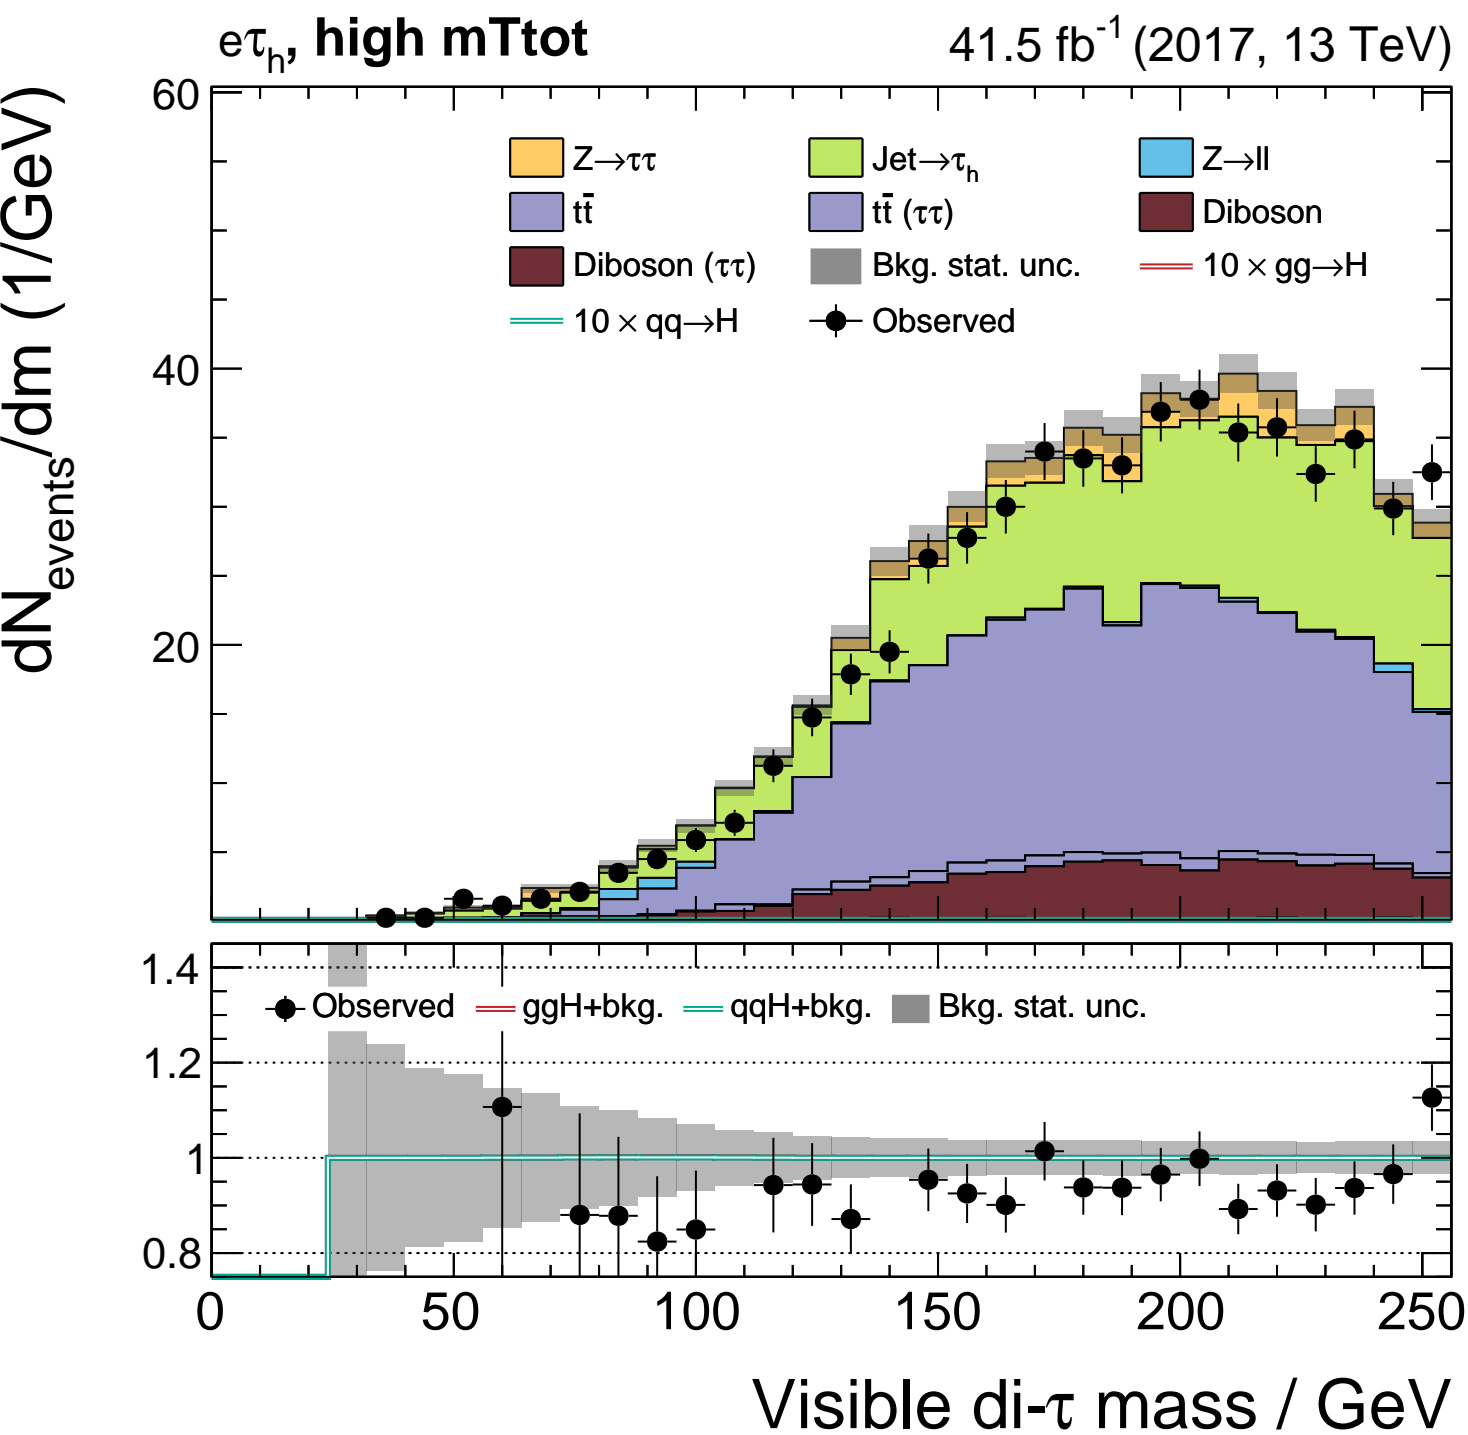 eτh, high mTtot 41.5 fb-1 (2017, 13 TeV)
dNevents/dm (1/GeV)
60
40
20
Z→ττ Jet→τh Z→ll
tt̄ tt̄ (ττ) Diboson
Diboson (ττ) Bkg. stat. unc. 10 × gg→H
10 × qq→H Observed
1.4
1.2
1
0.8
Observed ggH+bkg. qqH+bkg. Bkg. stat. unc.
0 50 100 150 200 250
Visible di-τ mass / GeV